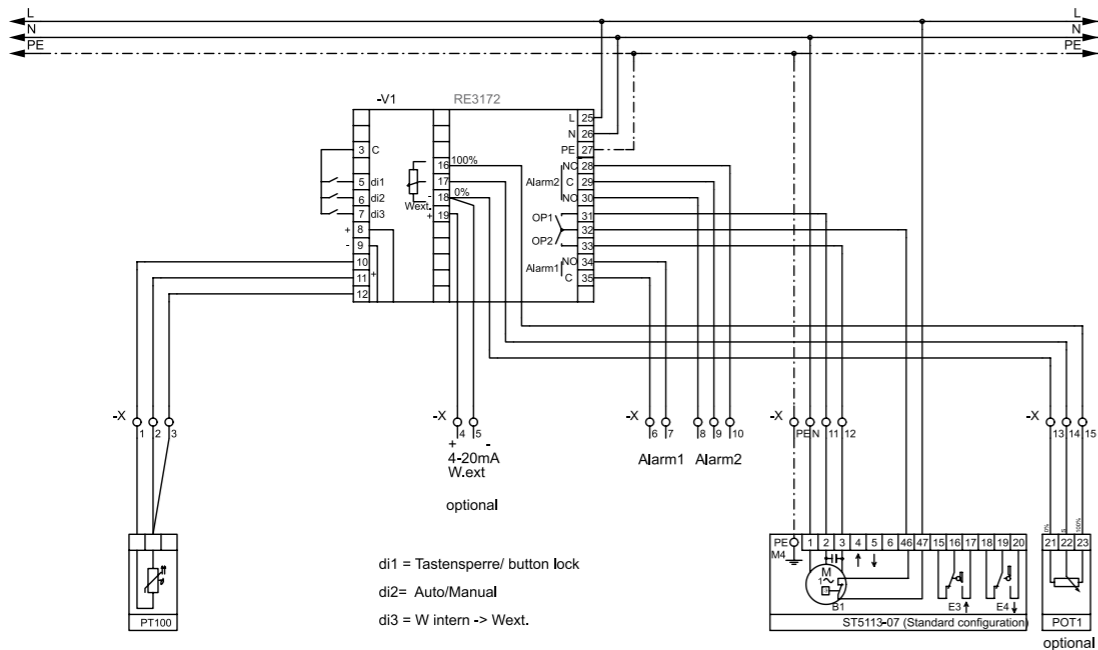 L L
N N
PE PE
-V1 RE3172
L 25
N 26
3 C PE 27
16 100% NC 28
5 di1 17 Alarm2 C 29
6 di2 - 18 0% NO 30
7 di3 Wext. + 19 OP1 31
+ 8 32
- 9 OP2 33
10 NO 34
11 + Alarm1 C 35
12
-X -X -X -X -X
1 2 3 4 5 6 7 8 9 10 PE N 11 12 13 14 15
+ -
4-20mA Alarm1 Alarm2
W.ext
optional
0% S 100%
PE 1 2 3 4 5 6 46 47 15 16 17 18 19 20 21 22 23
M4
di1 = Tastensperre/ button lock
M
1 ~
di2= Auto/Manual
B1 E3 E4
di3 = W intern -> Wext.
PT100 ST5113-07 (Standard configuration) POT1
optional